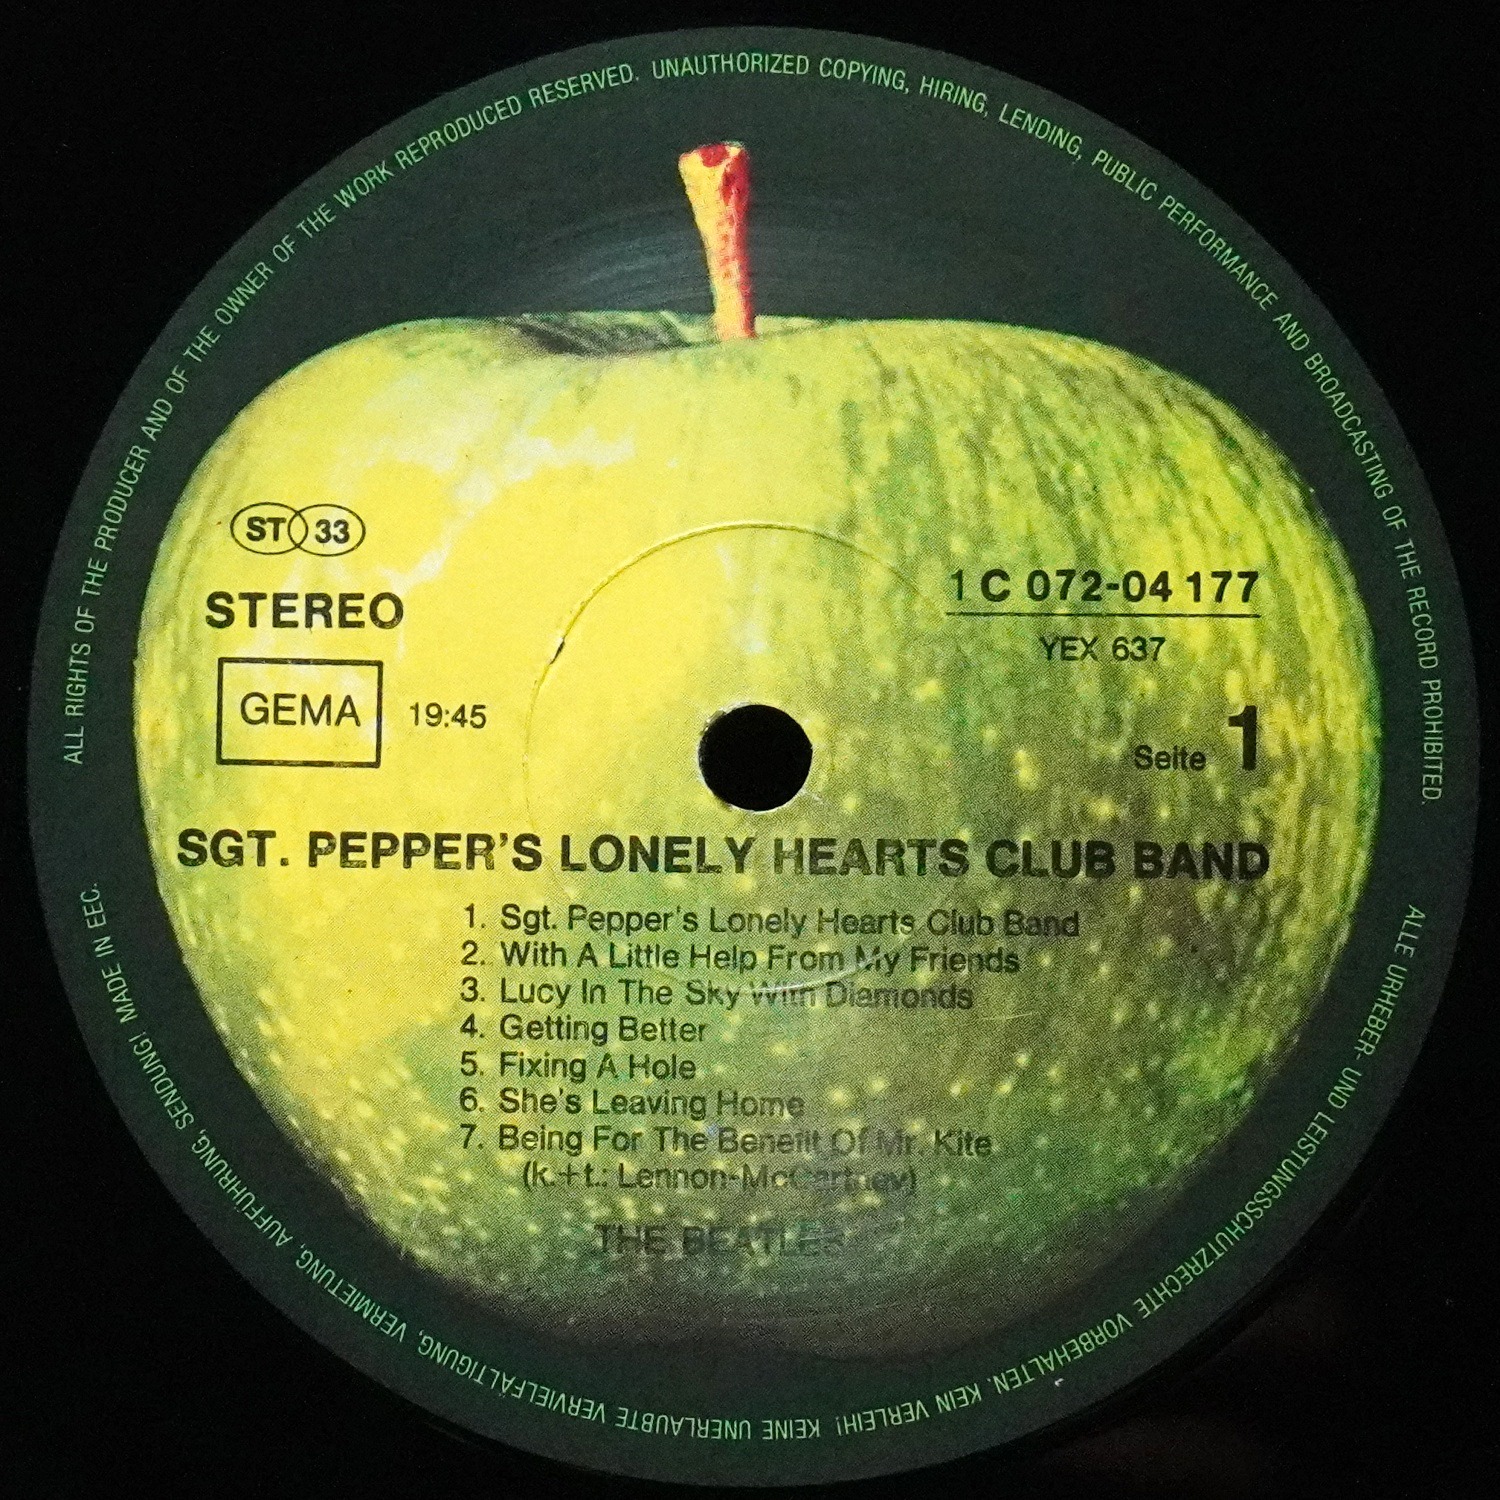 ALL RIGHTS OF THE PRODUCER AND OF THE OWNER OF THE WORK REPRODUCED RESERVED. UNAUTHORIZED COPYING, HIRING, LENDING, PUBLIC PERFORMANCE AND BROADCASTING OF THE RECORD PROHIBITED.
ST 33
STEREO
GEMA 19:45
1 C 072-04 177
YEX 637
Seite 1
SGT. PEPPER'S LONELY HEARTS CLUB BAND
1. Sgt. Pepper's Lonely Hearts Club Band
2. With A Little Help From My Friends
3. Lucy In The Sky With Diamonds
4. Getting Better
5. Fixing A Hole
6. She's Leaving Home
7. Being For The Benefit Of Mr. Kite
(k.+t.: Lennon-McCartney)
THE BEATLES
ALLE URHEBER- UND LEISTUNGSSCHUTZRECHTE VORBEHALTEN. KEIN VERLEIH! KEINE UNERLAUBTE VERVIELFÄLTIGUNG, VERMIETUNG, AUFFÜHRUNG, SENDUNG! MADE IN EEC.